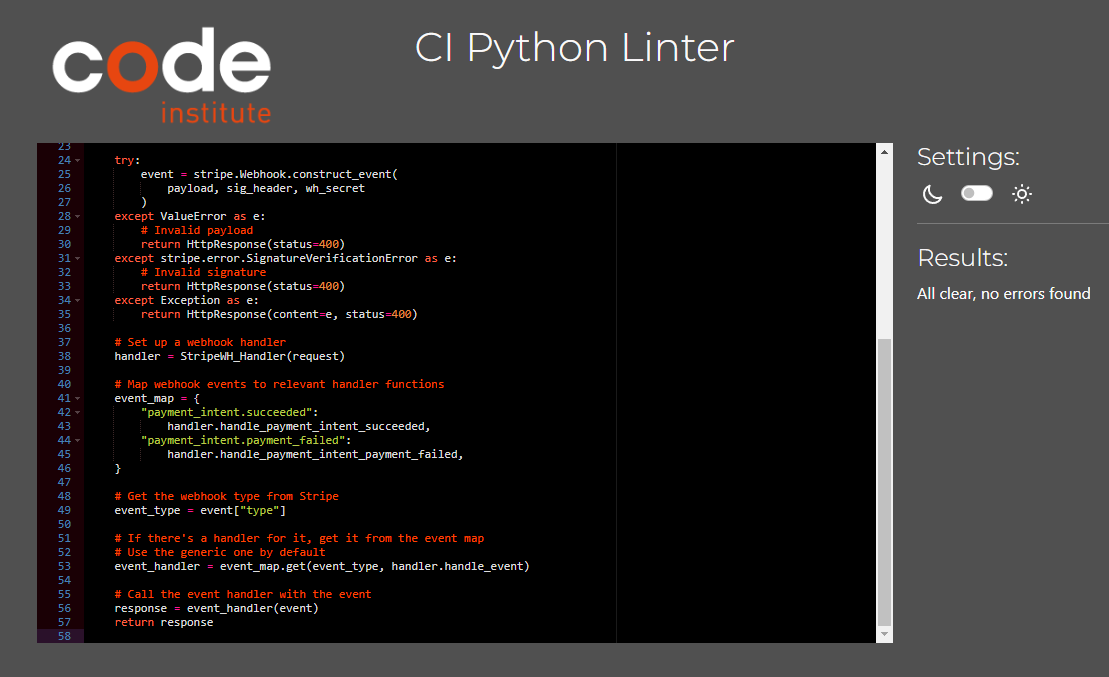 code
institute
CI Python Linter
23
24 try:
25 event = stripe.Webhook.construct_event(
26 payload, sig_header, wh_secret
27 )
28 except ValueError as e:
29 # Invalid payload
30 return HttpResponse(status=400)
31 except stripe.error.SignatureVerificationError as e:
32 # Invalid signature
33 return HttpResponse(status=400)
34 except Exception as e:
35 return HttpResponse(content=e, status=400)
36
37 # Set up a webhook handler
38 handler = StripeWH_Handler(request)
39
40 # Map webhook events to relevant handler functions
41 event_map = {
42 "payment_intent.succeeded":
43 handler.handle_payment_intent_succeeded,
44 "payment_intent.payment_failed":
45 handler.handle_payment_intent_payment_failed,
46 }
47
48 # Get the webhook type from Stripe
49 event_type = event["type"]
50
51 # If there's a handler for it, get it from the event map
52 # Use the generic one by default
53 event_handler = event_map.get(event_type, handler.handle_event)
54
55 # Call the event handler with the event
56 response = event_handler(event)
57 return response
58
Settings:
Results:
All clear, no errors found